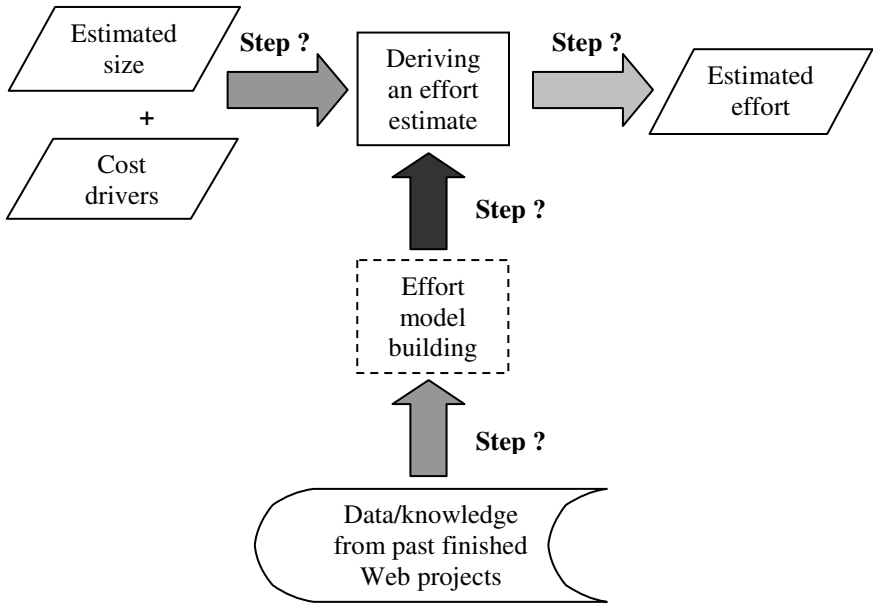 Estimated
size
+
Cost
drivers
Step ?
Deriving
an effort
estimate
Step ?
Estimated
effort
Step ?
Effort
model
building
Step ?
Data/knowledge
from past finished
Web projects